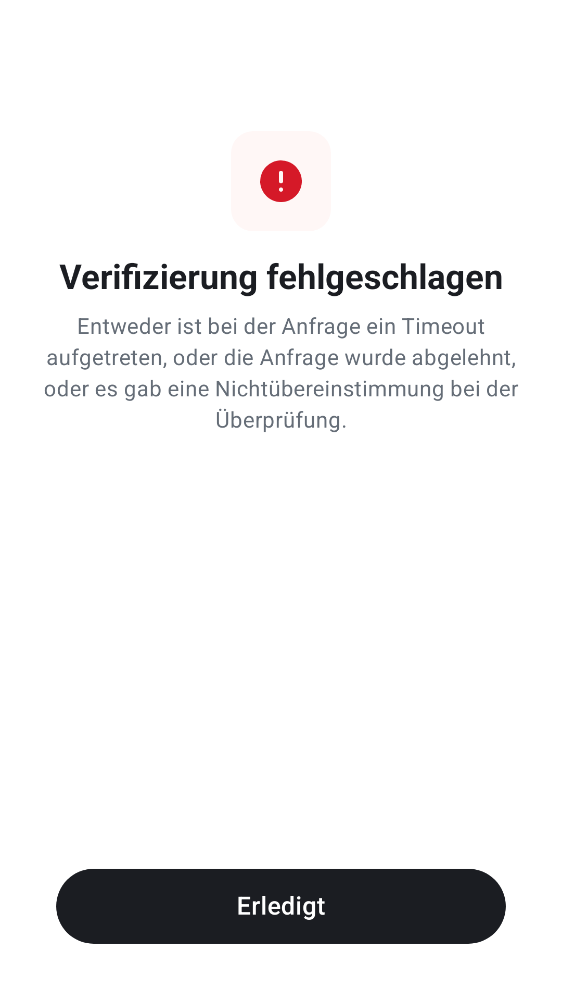 Verifizierung fehlgeschlagen
Entweder ist bei der Anfrage ein Timeout
aufgetreten, oder die Anfrage wurde abgelehnt,
oder es gab eine Nichtübereinstimmung bei der
Überprüfung.
Erledigt